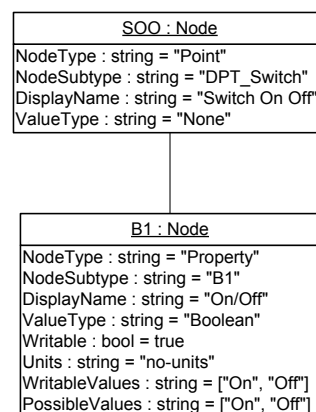 SOO : Node
NodeType : string = "Point"
NodeSubtype : string = "DPT_Switch"
DisplayName : string = "Switch On Off"
ValueType : string = "None"
B1 : Node
NodeType : string = "Property"
NodeSubtype : string = "B1"
DisplayName : string = "On/Off"
ValueType : string = "Boolean"
Writable : bool = true
Units : string = "no-units"
WritableValues : string = ["On", "Off"]
PossibleValues : string = ["On", "Off"]